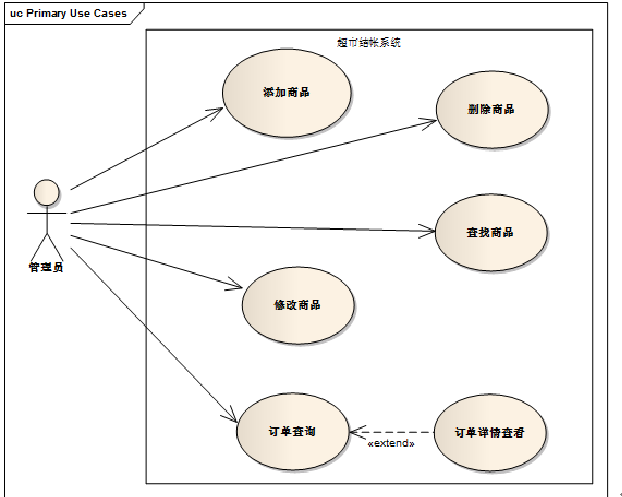 uc Primary Use Cases
超市结帐系统
添加商品
删除商品
管理员
查找商品
修改商品
订单查询
订单详情查看
«extend»